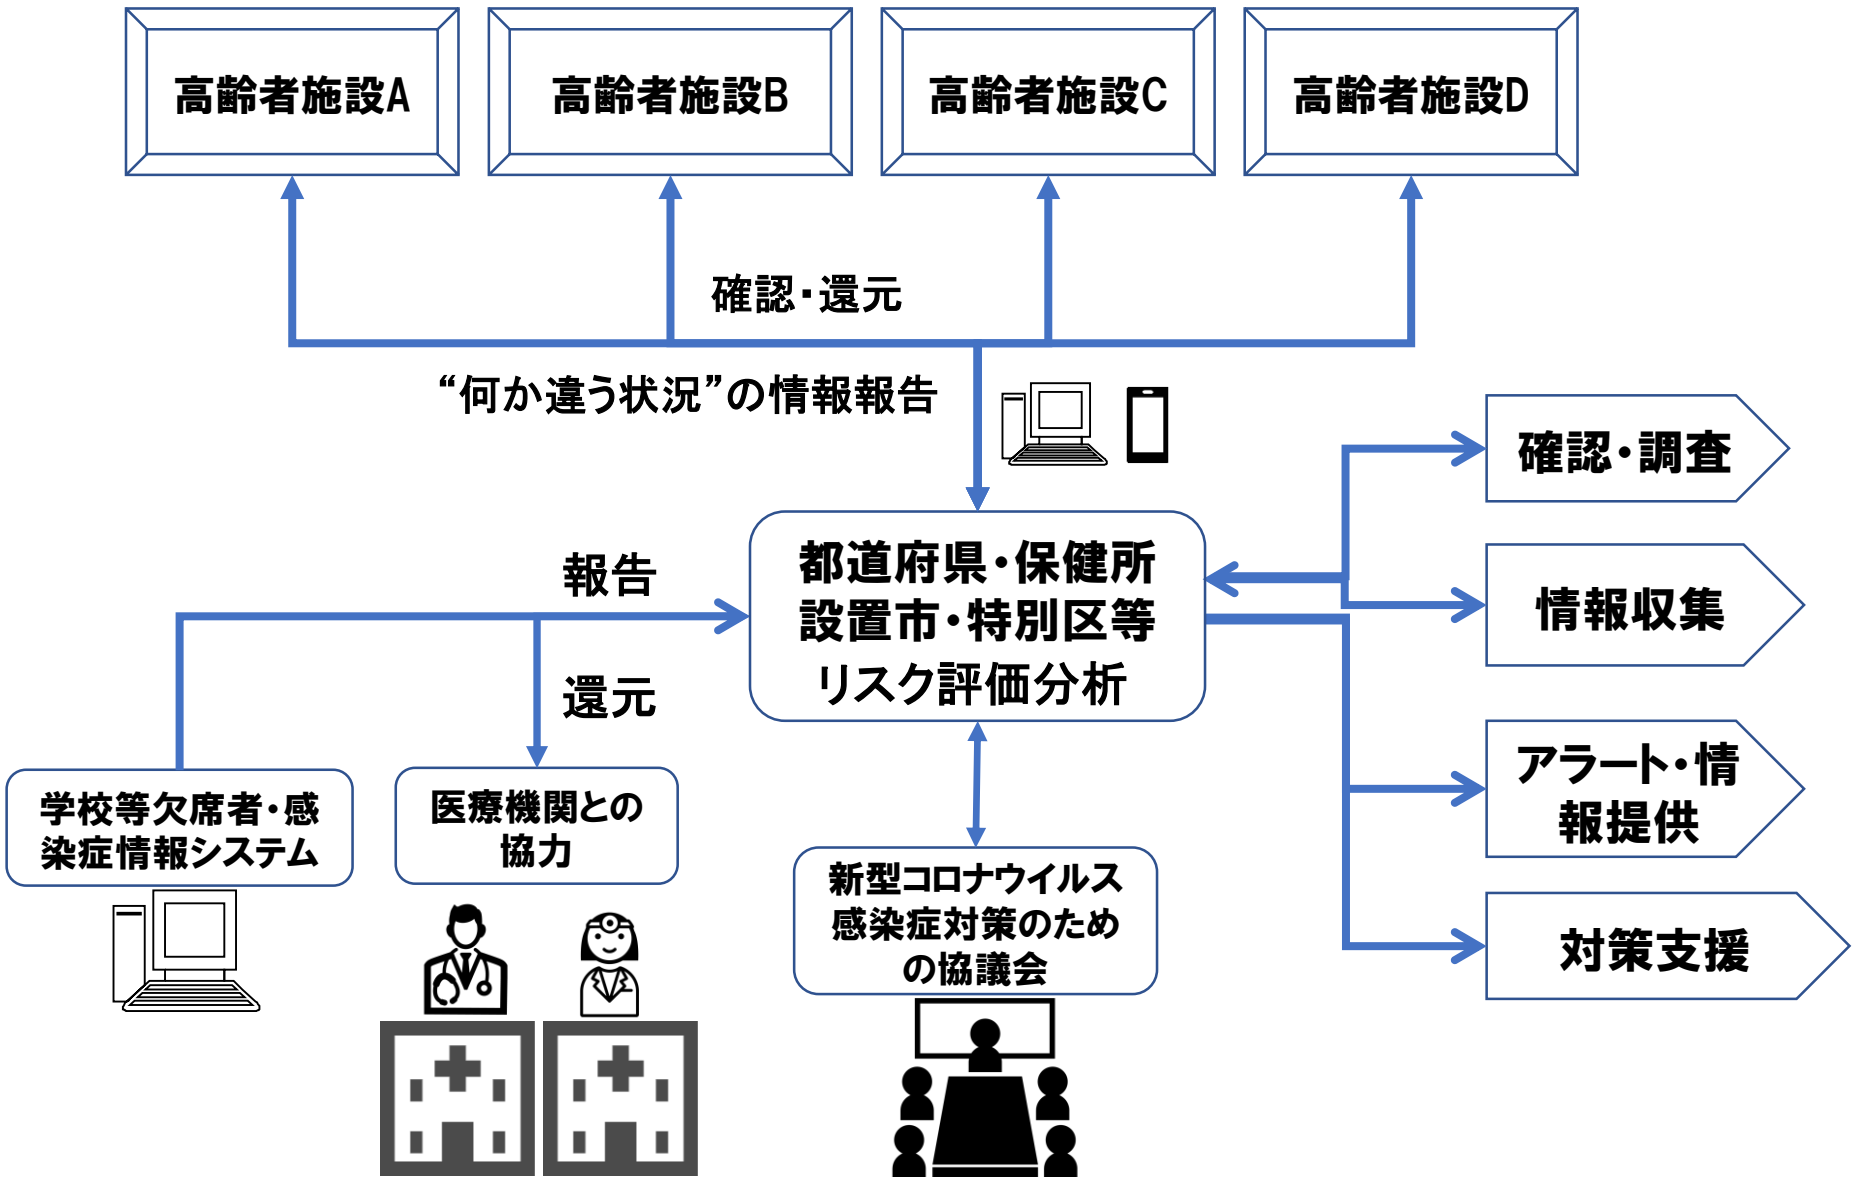 高齢者施設A
高齢者施設B
高齢者施設C
高齢者施設D
確認・還元
“何か違う状況”の情報報告
確認・調査
都道府県・保健所
設置市・特別区等
リスク評価分析
報告
情報収集
還元
アラート・情
報提供
学校等欠席者・感
染症情報システム
医療機関との
協力
新型コロナウイルス
感染症対策のため
の協議会
対策支援